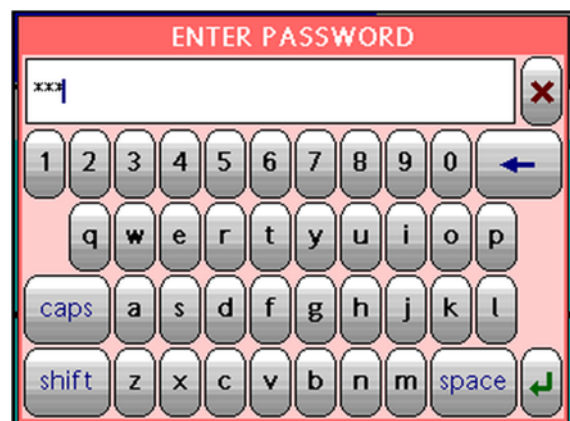 ENTER PASSWORD
***
1 2 3 4 5 6 7 8 9 0
q w e r t y u i o p
caps a s d f g h j k l
shift z x c v b n m space